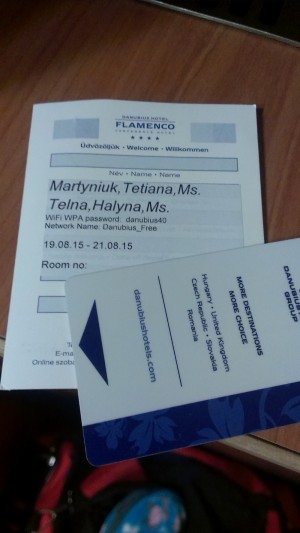 DANUBIUS HOTEL
FLAMENCO
★★★★
Üdvözöljük • Welcome • Willkommen
Név • Name • Name
Martyniuk,Tetiana,Ms.
Telna,Halyna,Ms.
WiFi WPA password: danubius40
Network Name: Danubius_Free
19.08.15 - 21.08.15
Room no:
E-ma
Online szoba
DANUBIUS
GROUP
MORE DESTINATIONS
MORE CHOICE
Hungary • United Kingdom
Czech Republic • Slovakia
Romania
danubiushotels.com